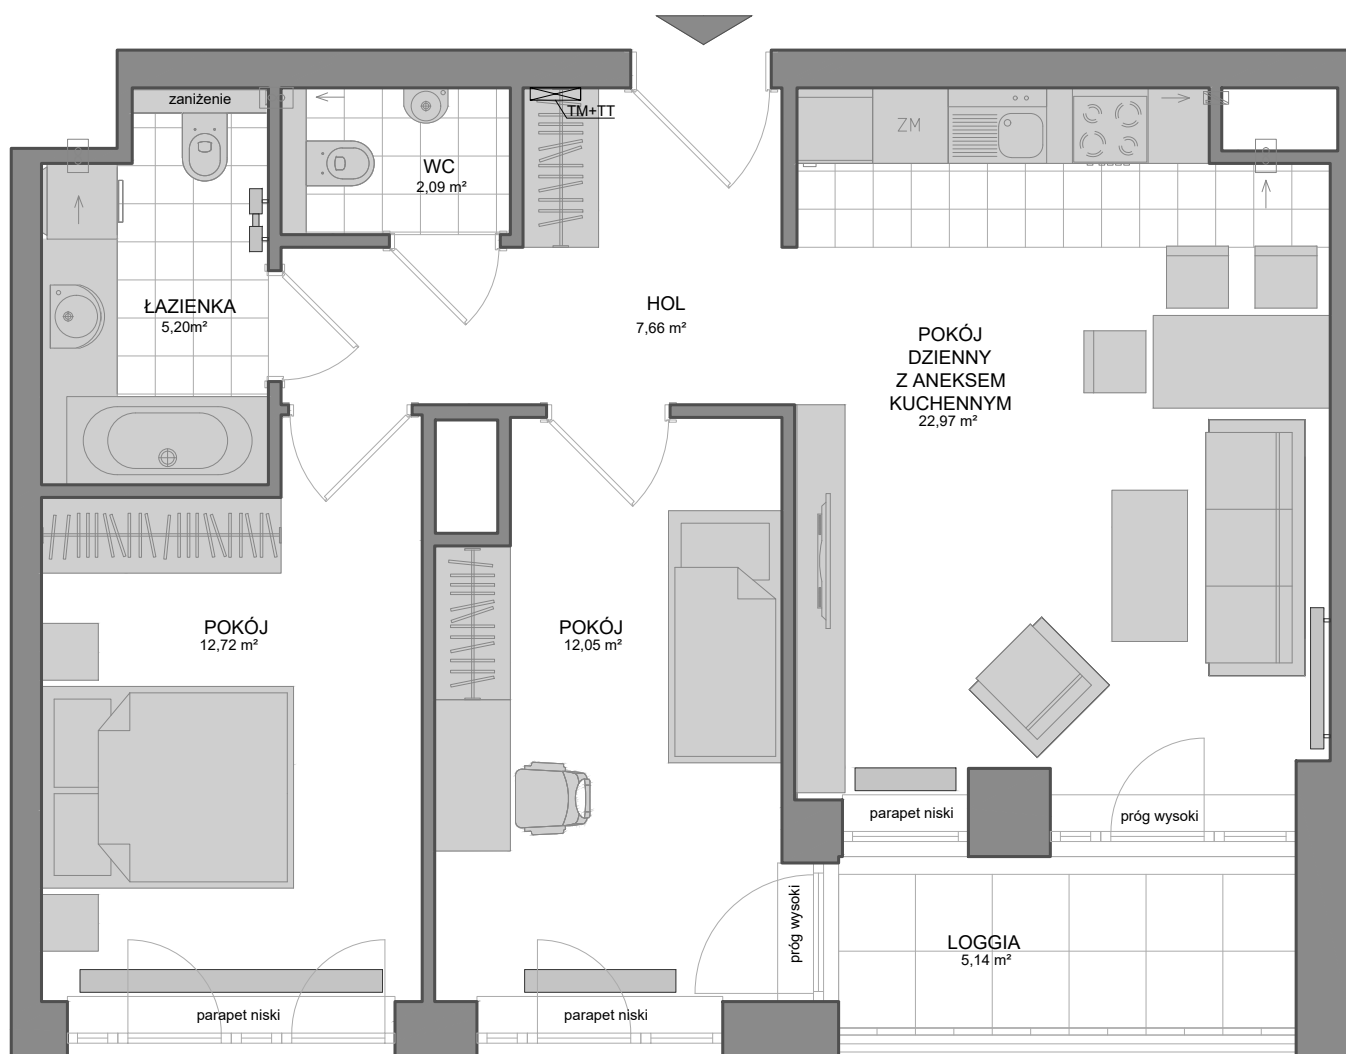 zaniżenie
TM+TT
ZM
WC
2,09 m²
ŁAZIENKA
5,20m²
HOL
7,66 m²
POKÓJ
DZIENNY
Z ANEKSEM
KUCHENNYM
22,97 m²
POKÓJ
12,72 m²
POKÓJ
12,05 m²
parapet niski
próg wysoki
próg wysoki
LOGGIA
5,14 m²
parapet niski
parapet niski